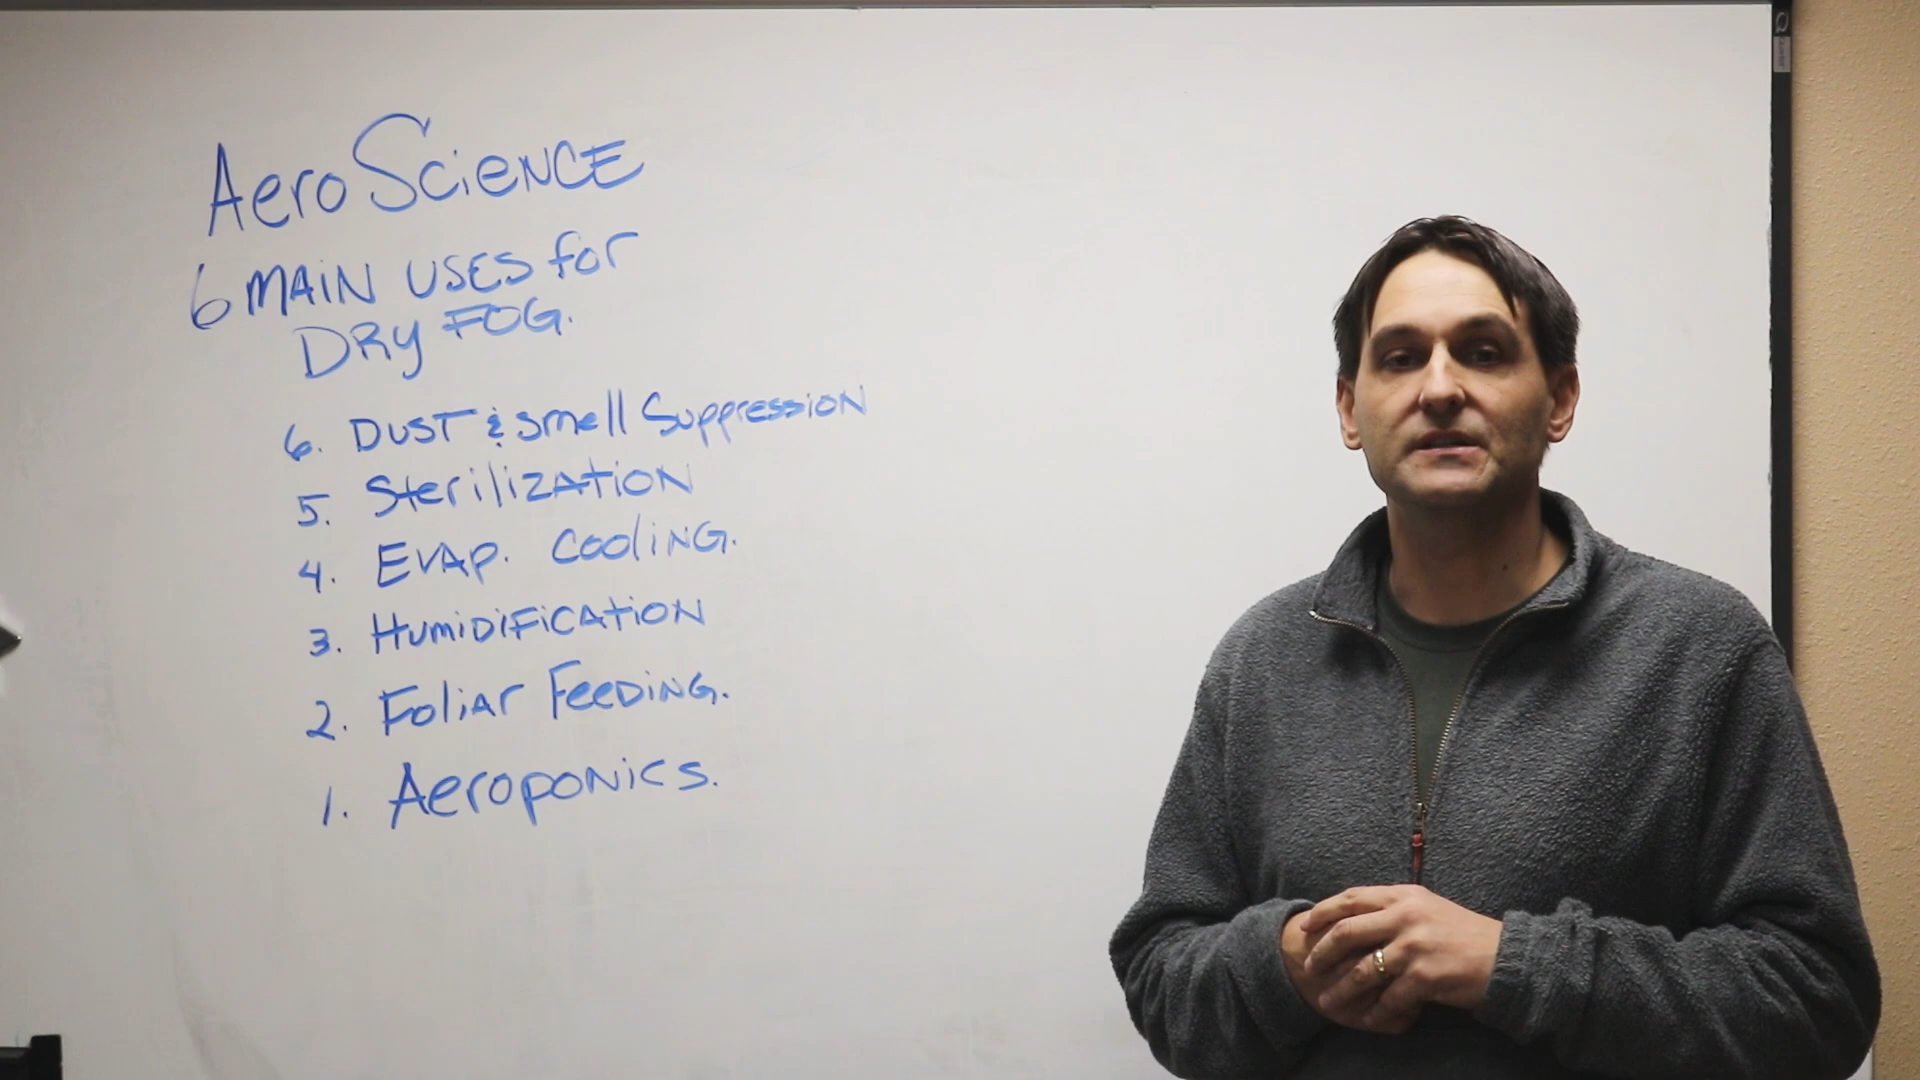 AeroScience
6 MAIN USES for
DRY FOG.
6. DUST & smell Suppression
5. Sterilization
4. Evap. Cooling.
3. Humidification
2. Foliar Feeding.
1. Aeroponics.